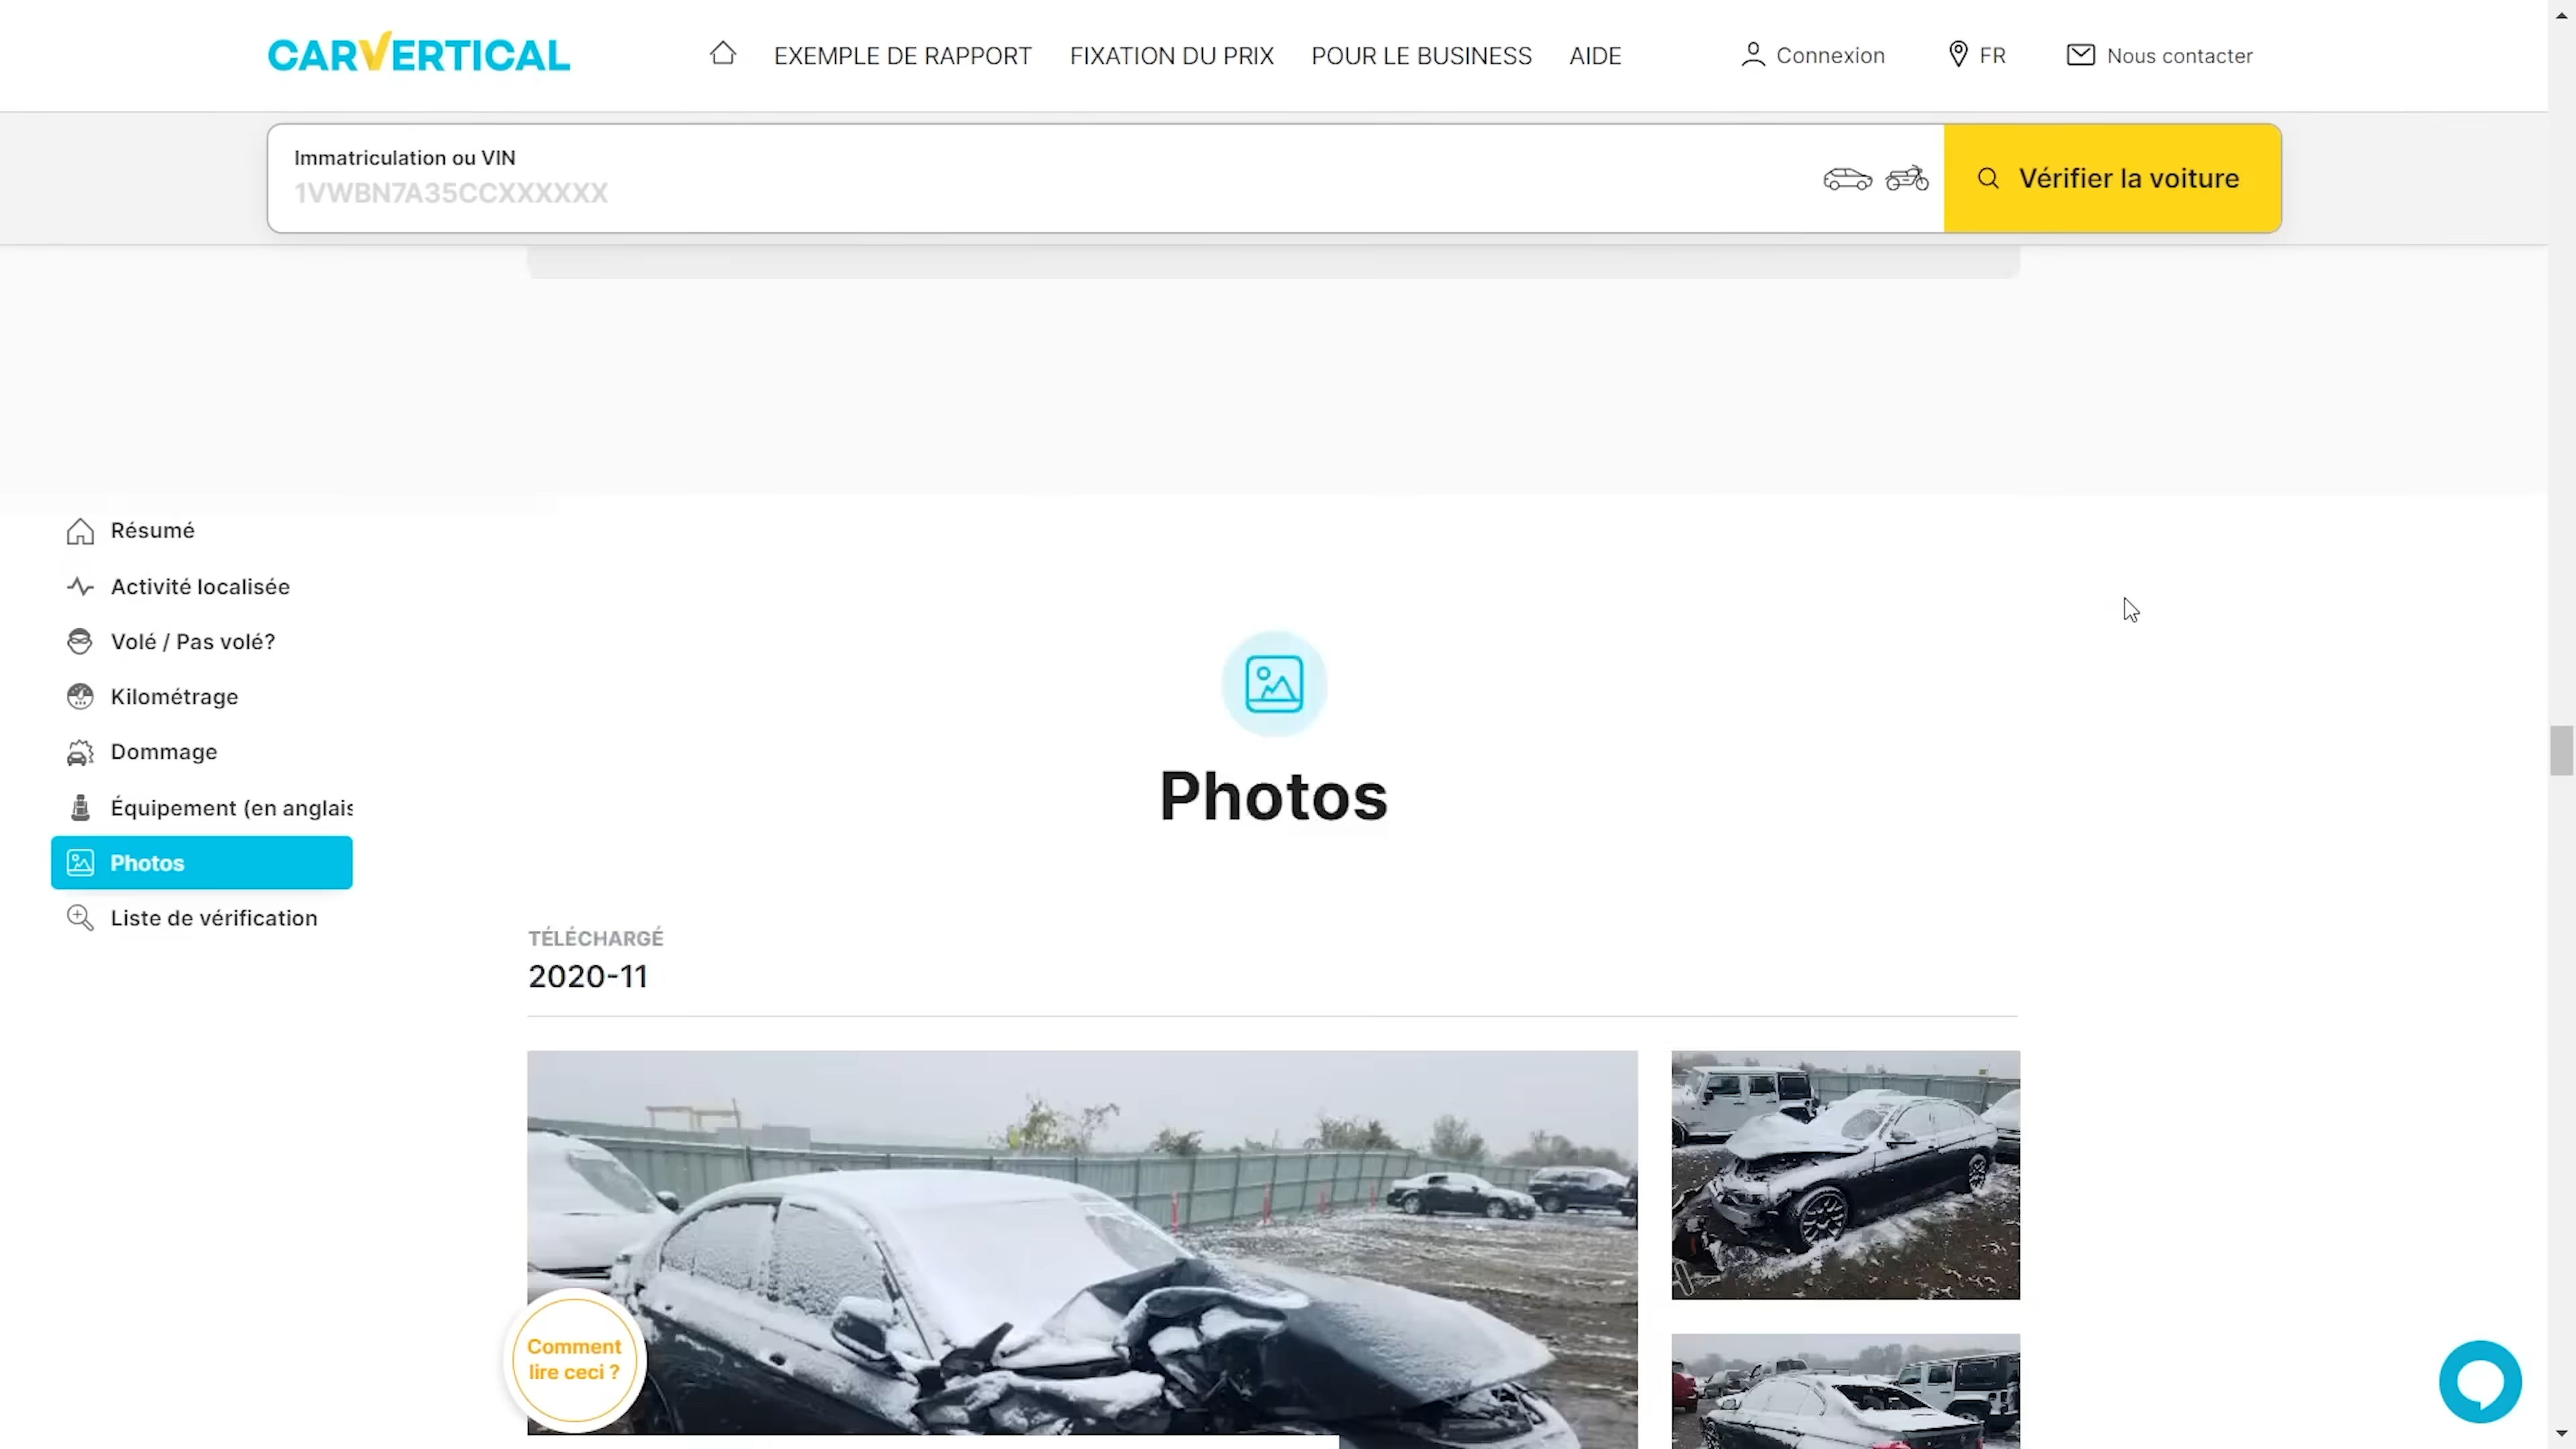 CARVERTICAL
EXEMPLE DE RAPPORT
FIXATION DU PRIX
POUR LE BUSINESS
AIDE
Connexion
FR
Nous contacter
Immatriculation ou VIN
1VWBN7A35CCXXXXXX
Vérifier la voiture
Résumé
Activité localisée
Volé / Pas volé?
Kilométrage
Dommage
Équipement (en anglais
Photos
Liste de vérification
Photos
TÉLÉCHARGÉ
2020-11
Comment
lire ceci ?